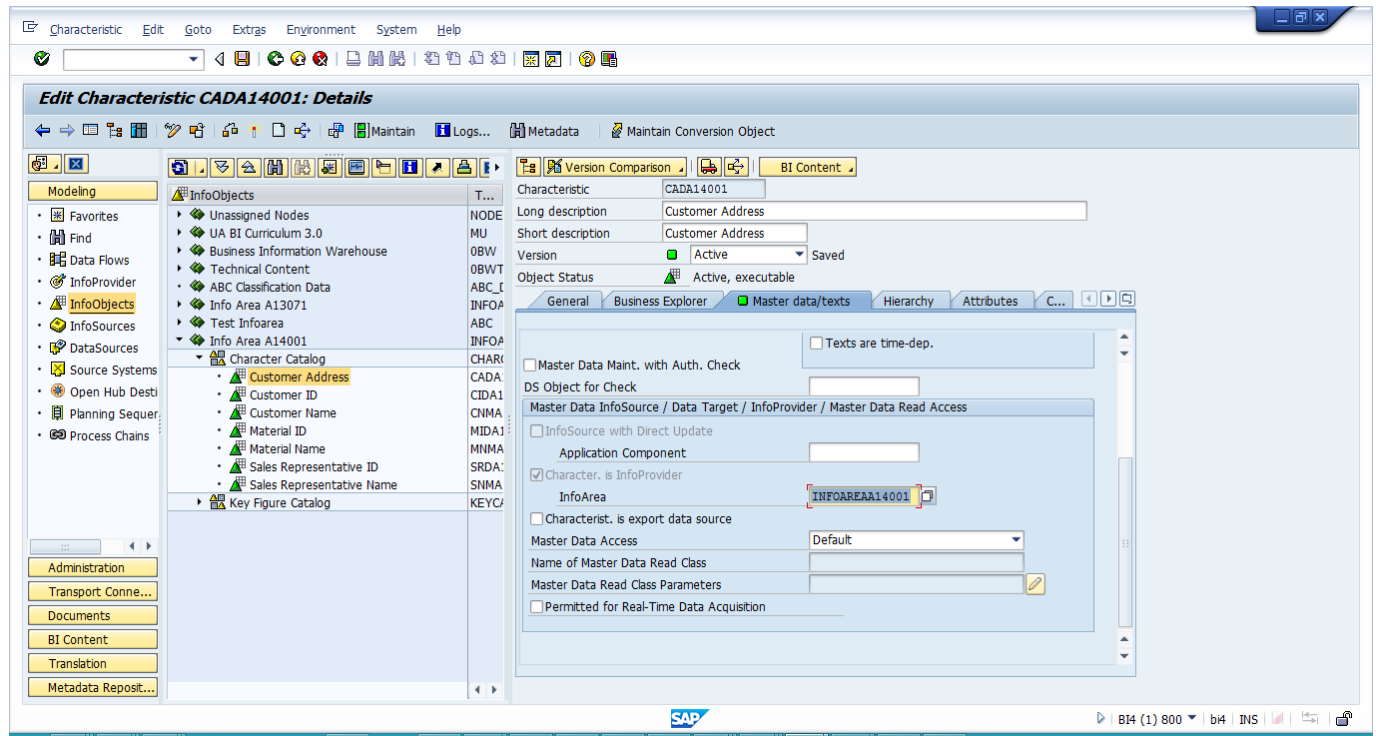 Characteristic Edit Goto Extras Environment System Help
Edit Characteristic CADA14001: Details
Maintain Logs... Metadata Maintain Conversion Object
Modeling
Favorites
Find
Data Flows
InfoProvider
InfoObjects
InfoSources
DataSources
Source Systems
Open Hub Desti
Planning Sequer
Process Chains
Administration
Transport Conne...
Documents
BI Content
Translation
Metadata Reposit...
InfoObjects T...
Unassigned Nodes NODE
UA BI Curriculum 3.0 MU
Business Information Warehouse 0BW
Technical Content 0BWT
ABC Classification Data ABC_
Info Area A13071 INFOA
Test Infoarea ABC
Info Area A14001 INFOA
Character Catalog CHAR
Customer Address CADA
Customer ID CIDA1
Customer Name CNMA
Material ID MIDA1
Material Name MNMA
Sales Representative ID SRDA
Sales Representative Name SNMA
Key Figure Catalog KEYC
Version Comparison BI Content
Characteristic CADA14001
Long description Customer Address
Short description Customer Address
Version Active Saved
Object Status Active, executable
General Business Explorer Master data/texts Hierarchy Attributes C...
Texts are time-dep.
Master Data Maint. with Auth. Check
DS Object for Check
Master Data InfoSource / Data Target / InfoProvider / Master Data Read Access
InfoSource with Direct Update
Application Component
Character. is InfoProvider
InfoArea INFOAREAA14001
Characterist. is export data source
Master Data Access Default
Name of Master Data Read Class
Master Data Read Class Parameters
Permitted for Real-Time Data Acquisition
SAP
BI4 (1) 800 bi4 INS